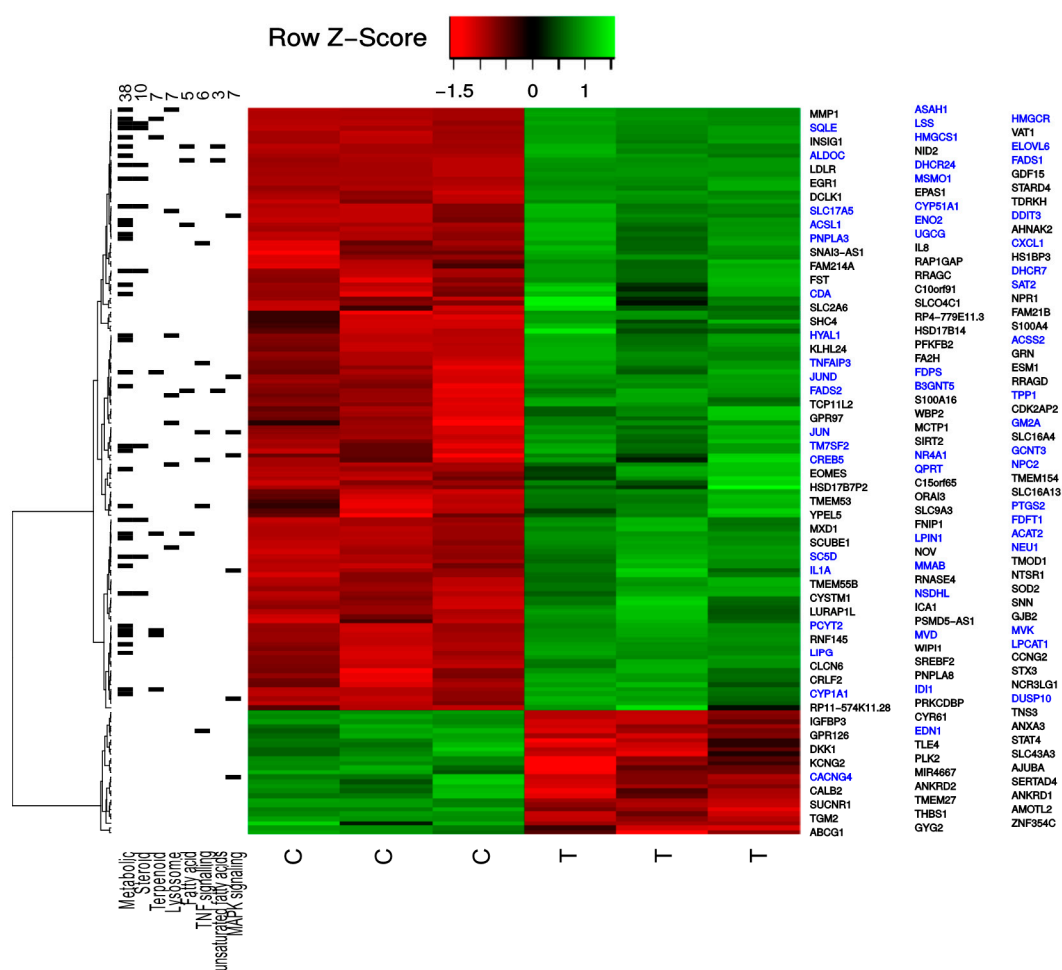 Row Z−Score
−1.5 0 1
38 10 7 7 5 6 3 7
MMP1
SQLE
INSIG1
ALDOC
LDLR
EGR1
DCLK1
SLC17A5
ACSL1
PNPLA3
SNAI3−AS1
FAM214A
FST
CDA
SLC2A6
SHC4
HYAL1
KLHL24
TNFAIP3
JUND
FADS2
TCP11L2
GPR97
JUN
TM7SF2
CREB5
EOMES
HSD17B7P2
TMEM53
YPEL5
MXD1
SCUBE1
SC5D
IL1A
TMEM55B
CYSTM1
LURAP1L
PCYT2
RNF145
LIPG
CLCN6
CRLF2
CYP1A1
RP11−574K11.28
IGFBP3
GPR126
DKK1
KCNG2
CACNG4
CALB2
SUCNR1
TGM2
ABCG1
ASAH1
LSS
HMGCS1
NID2
DHCR24
MSMO1
EPAS1
CYP51A1
ENO2
UGCG
IL8
RAP1GAP
RRAGC
C10orf91
SLCO4C1
RP4−779E11.3
HSD17B14
PFKFB2
FA2H
FDPS
B3GNT5
S100A16
WBP2
MCTP1
SIRT2
NR4A1
QPRT
C15orf65
ORAI3
SLC9A3
FNIP1
LPIN1
NOV
MMAB
RNASE4
NSDHL
ICA1
PSMD5−AS1
MVD
WIPI1
SREBF2
PNPLA8
IDI1
PRKCDBP
CYR61
EDN1
TLE4
PLK2
MIR4667
ANKRD2
TMEM27
THBS1
GYG2
HMGCR
VAT1
ELOVL6
FADS1
GDF15
STARD4
TDRKH
DDIT3
AHNAK2
CXCL1
HS1BP3
DHCR7
SAT2
NPR1
FAM21B
S100A4
ACSS2
GRN
ESM1
RRAGD
TPP1
CDK2AP2
GM2A
SLC16A4
GCNT3
NPC2
TMEM154
SLC16A13
PTGS2
FDFT1
ACAT2
NEU1
TMOD1
NTSR1
SOD2
SNN
GJB2
MVK
LPCAT1
CCNG2
STX3
NCR3LG1
DUSP10
TNS3
ANXA3
STAT4
SLC43A3
AJUBA
SERTAD4
ANKRD1
AMOTL2
ZNF354C
Metabolic
Steroid
Terpenoid
Lysbsome
Fatty acid
TNF signalling
unsaturated fatty acids
MAPK signaling
C C C T T T